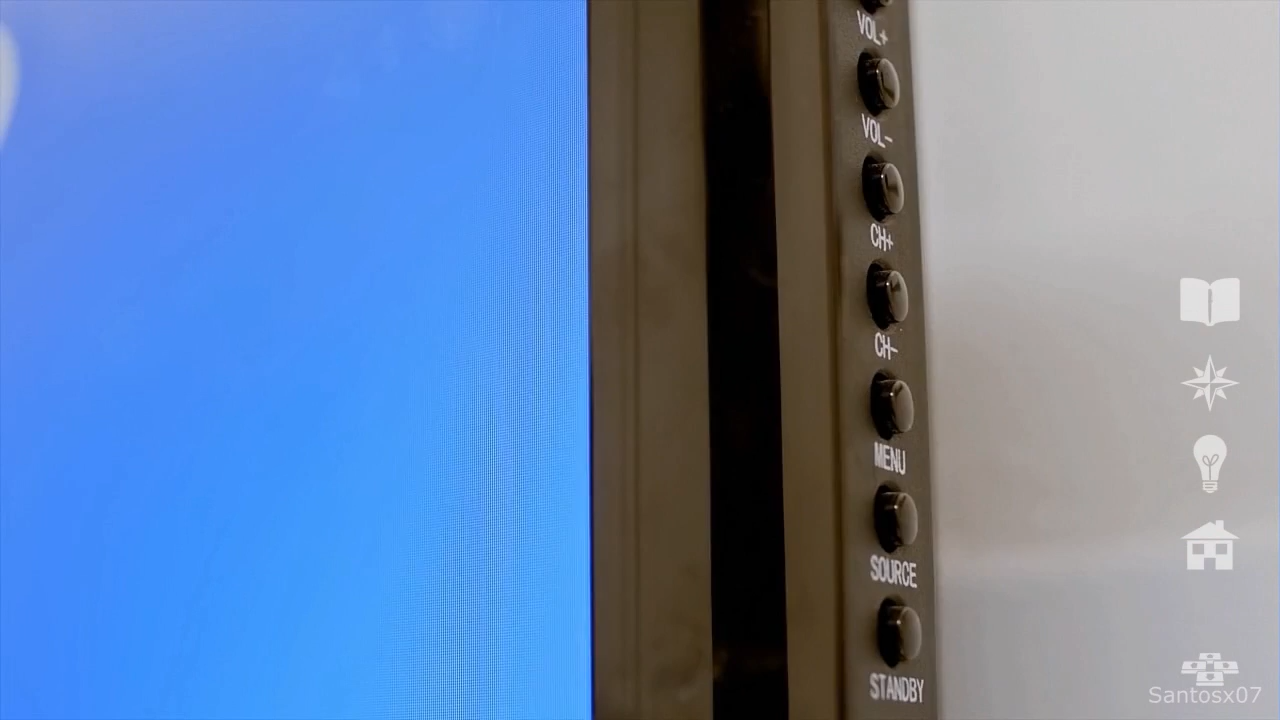 VOL+
VOL-
CH+
CH-
MENU
SOURCE
STANDBY
Santosx07